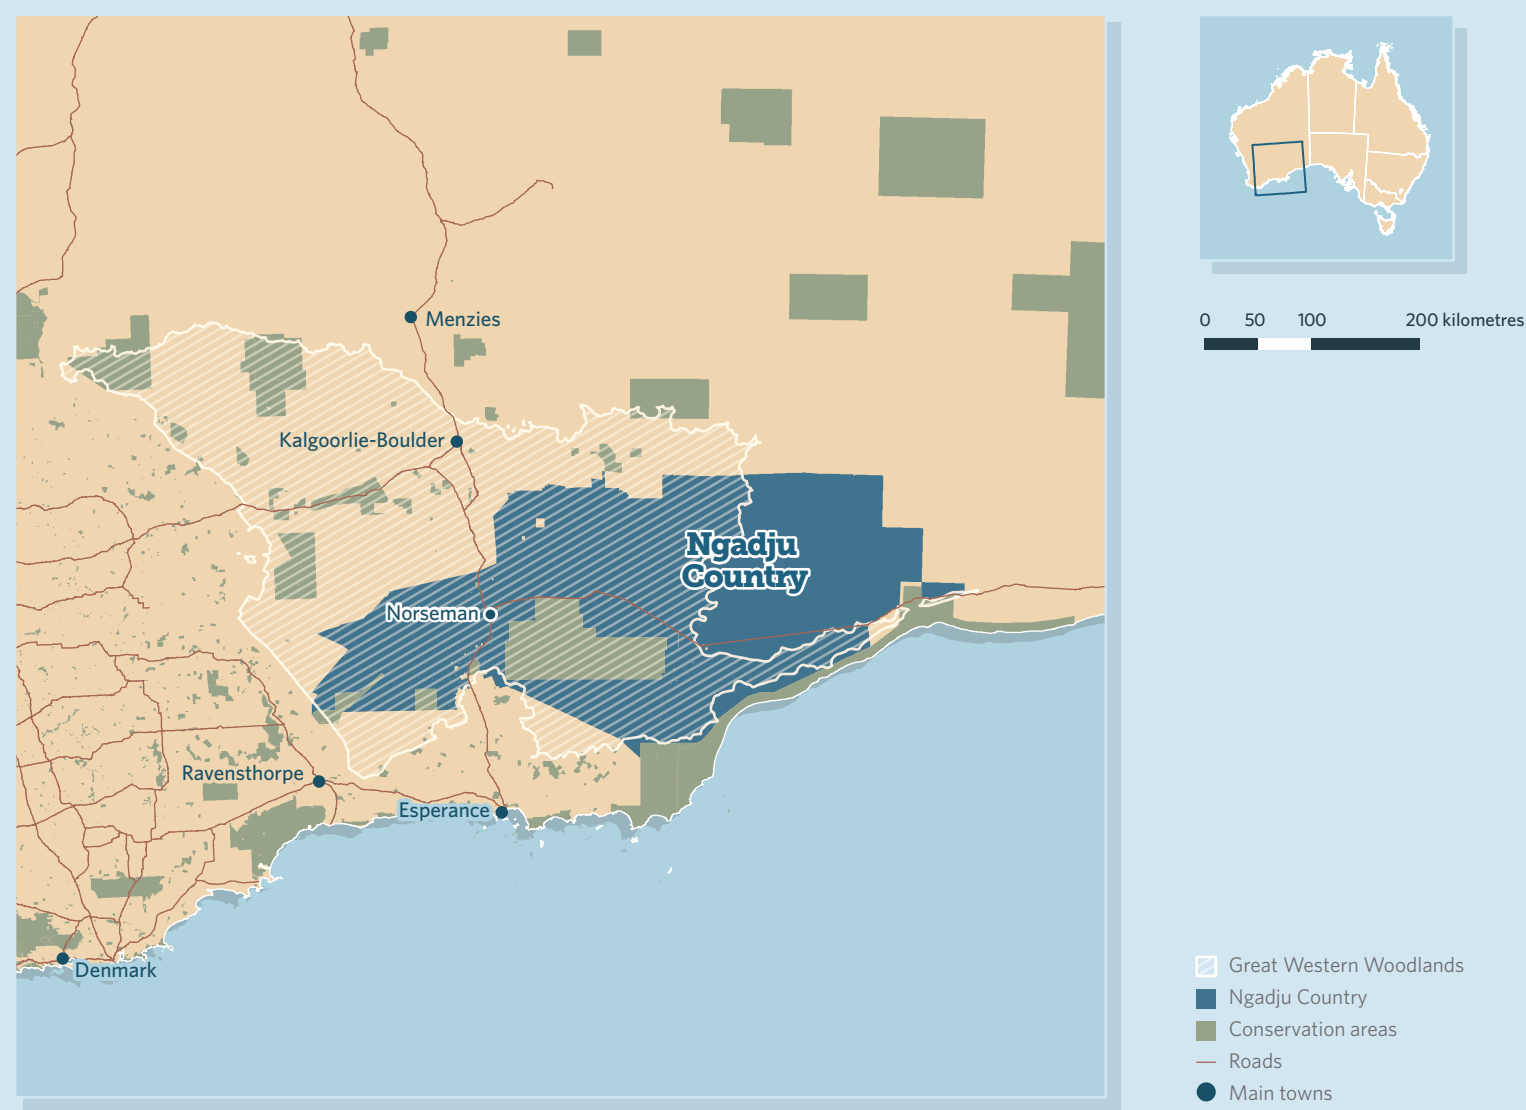 Menzies
Kalgoorlie-Boulder
Ngadju
Country
Norseman
Ravensthorpe
Esperance
Denmark
0 50 100 200 kilometres
Great Western Woodlands
Ngadju Country
Conservation areas
Roads
Main towns